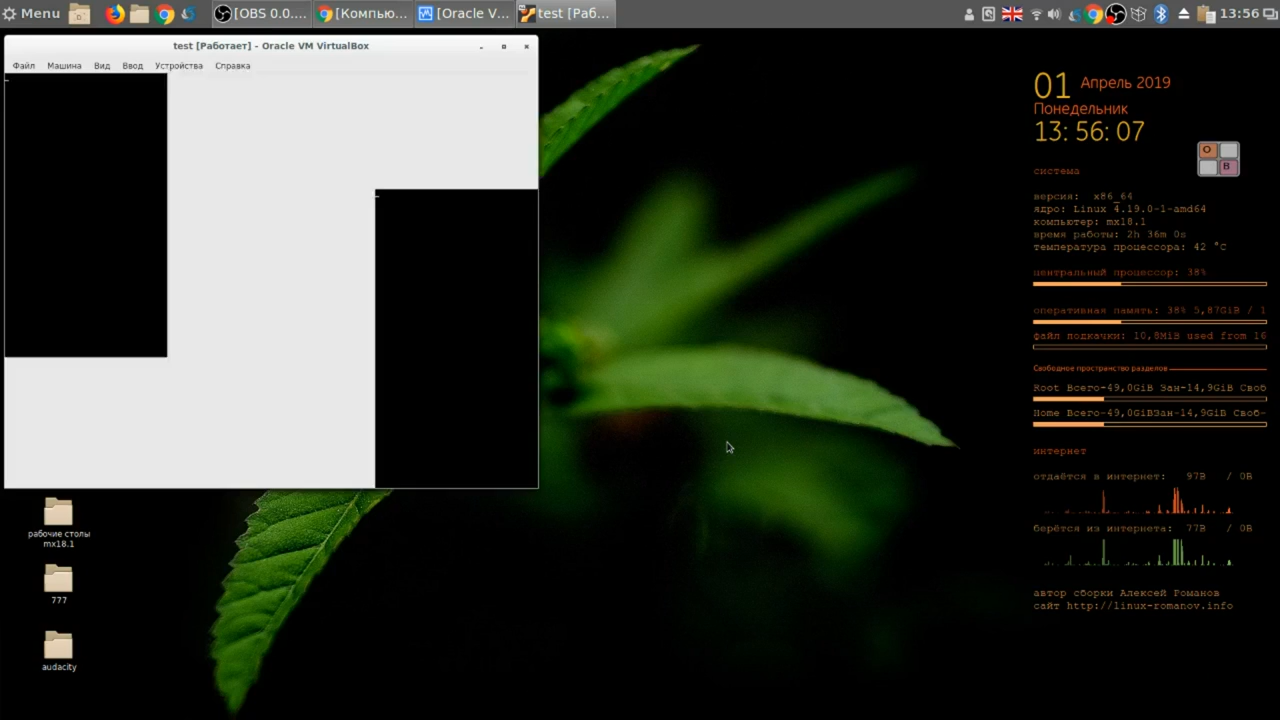 Menu
[OBS 0.0....
[Компью...
[Oracle V...
test [Раб...
13:56
test [Работает] - Oracle VM VirtualBox
Файл Машина Вид Ввод Устройства Справка
01 Апрель 2019
Понедельник
13: 56: 07
O
B
система
версия: x86_64
ядро: Linux 4.19.0-1-amd64
компьютер: mx18.1
время работы: 2h 36m 0s
температура процессора: 42 °C
центральный процессор: 38%
оперативная память: 38% 5,87GiB / 1
файл подкачки: 10,8MiB used from 16
Свободное пространство разделов
Root Всего-49,0GiB Зан-14,9GiB Своб
Home Всего-49,0GiBЗан-14,9GiB Своб-
интернет
отдаётся в интернет: 97B / 0B
берётся из интернета: 77B / 0B
автор сборки Алексей Романов
сайт http://linux-romanov.info
рабочие столы
mx18.1
777
audacity